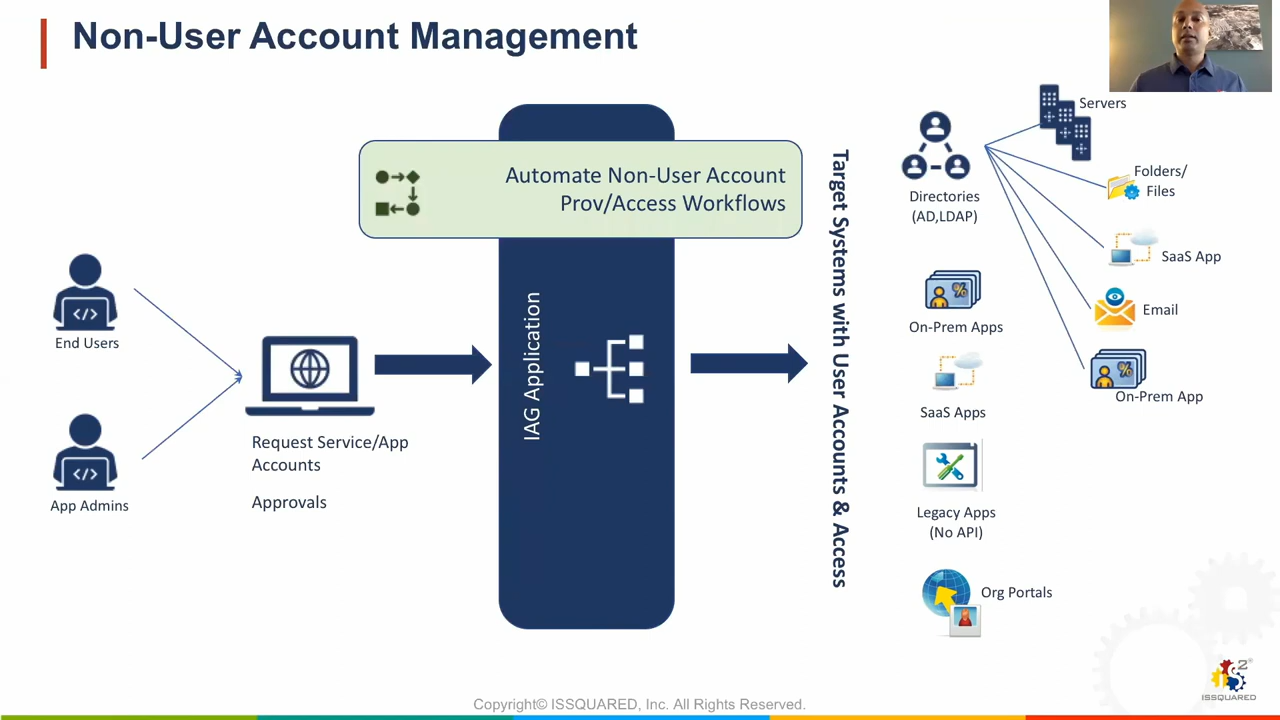 Non-User Account Management
Automate Non-User Account
Prov/Access Workflows
End Users
App Admins
Request Service/App
Accounts
Approvals
IAG Application
Target Systems with User Accounts & Access
Directories
(AD,LDAP)
On-Prem Apps
SaaS Apps
Legacy Apps
(No API)
Org Portals
Servers
Folders/
Files
SaaS App
Email
On-Prem App
2
ISSQUARED
Copyright© ISSQUARED, Inc. All Rights Reserved.